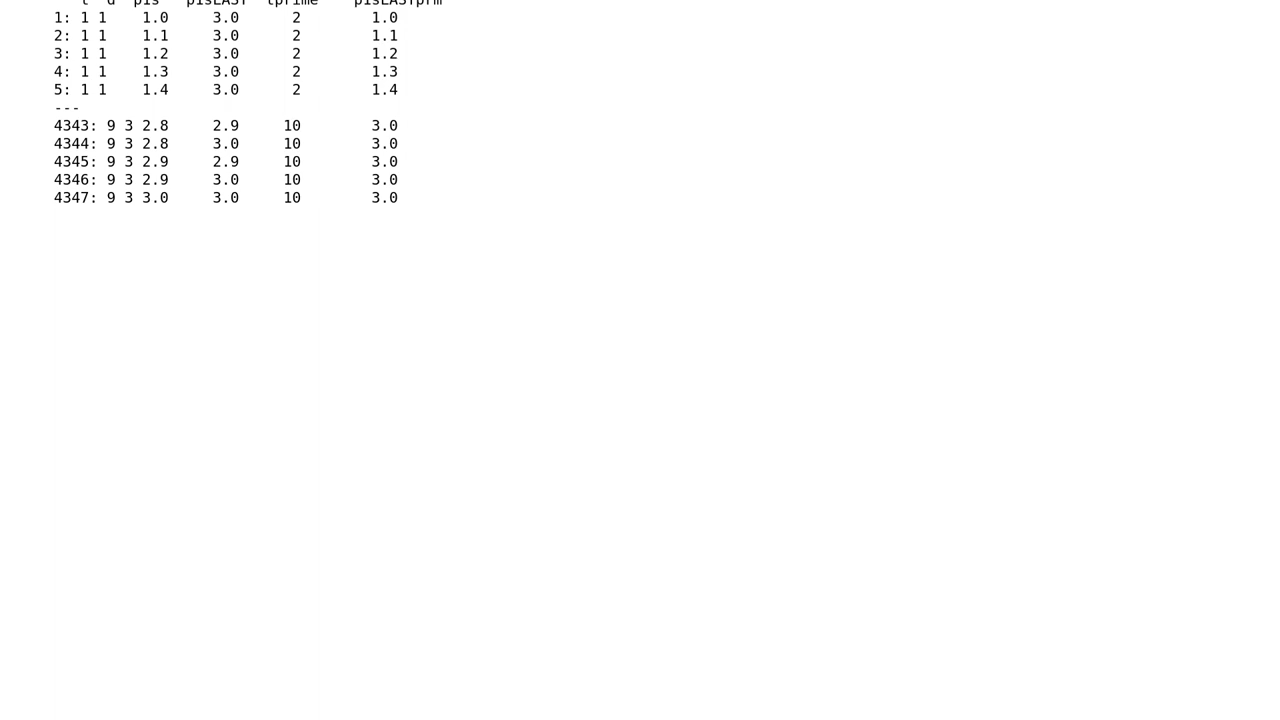 t d pis pisLAST tprime pisLASTprm
1: 1 1 1.0 3.0 2 1.0
2: 1 1 1.1 3.0 2 1.1
3: 1 1 1.2 3.0 2 1.2
4: 1 1 1.3 3.0 2 1.3
5: 1 1 1.4 3.0 2 1.4
---
4343: 9 3 2.8 2.9 10 3.0
4344: 9 3 2.8 3.0 10 3.0
4345: 9 3 2.9 2.9 10 3.0
4346: 9 3 2.9 3.0 10 3.0
4347: 9 3 3.0 3.0 10 3.0